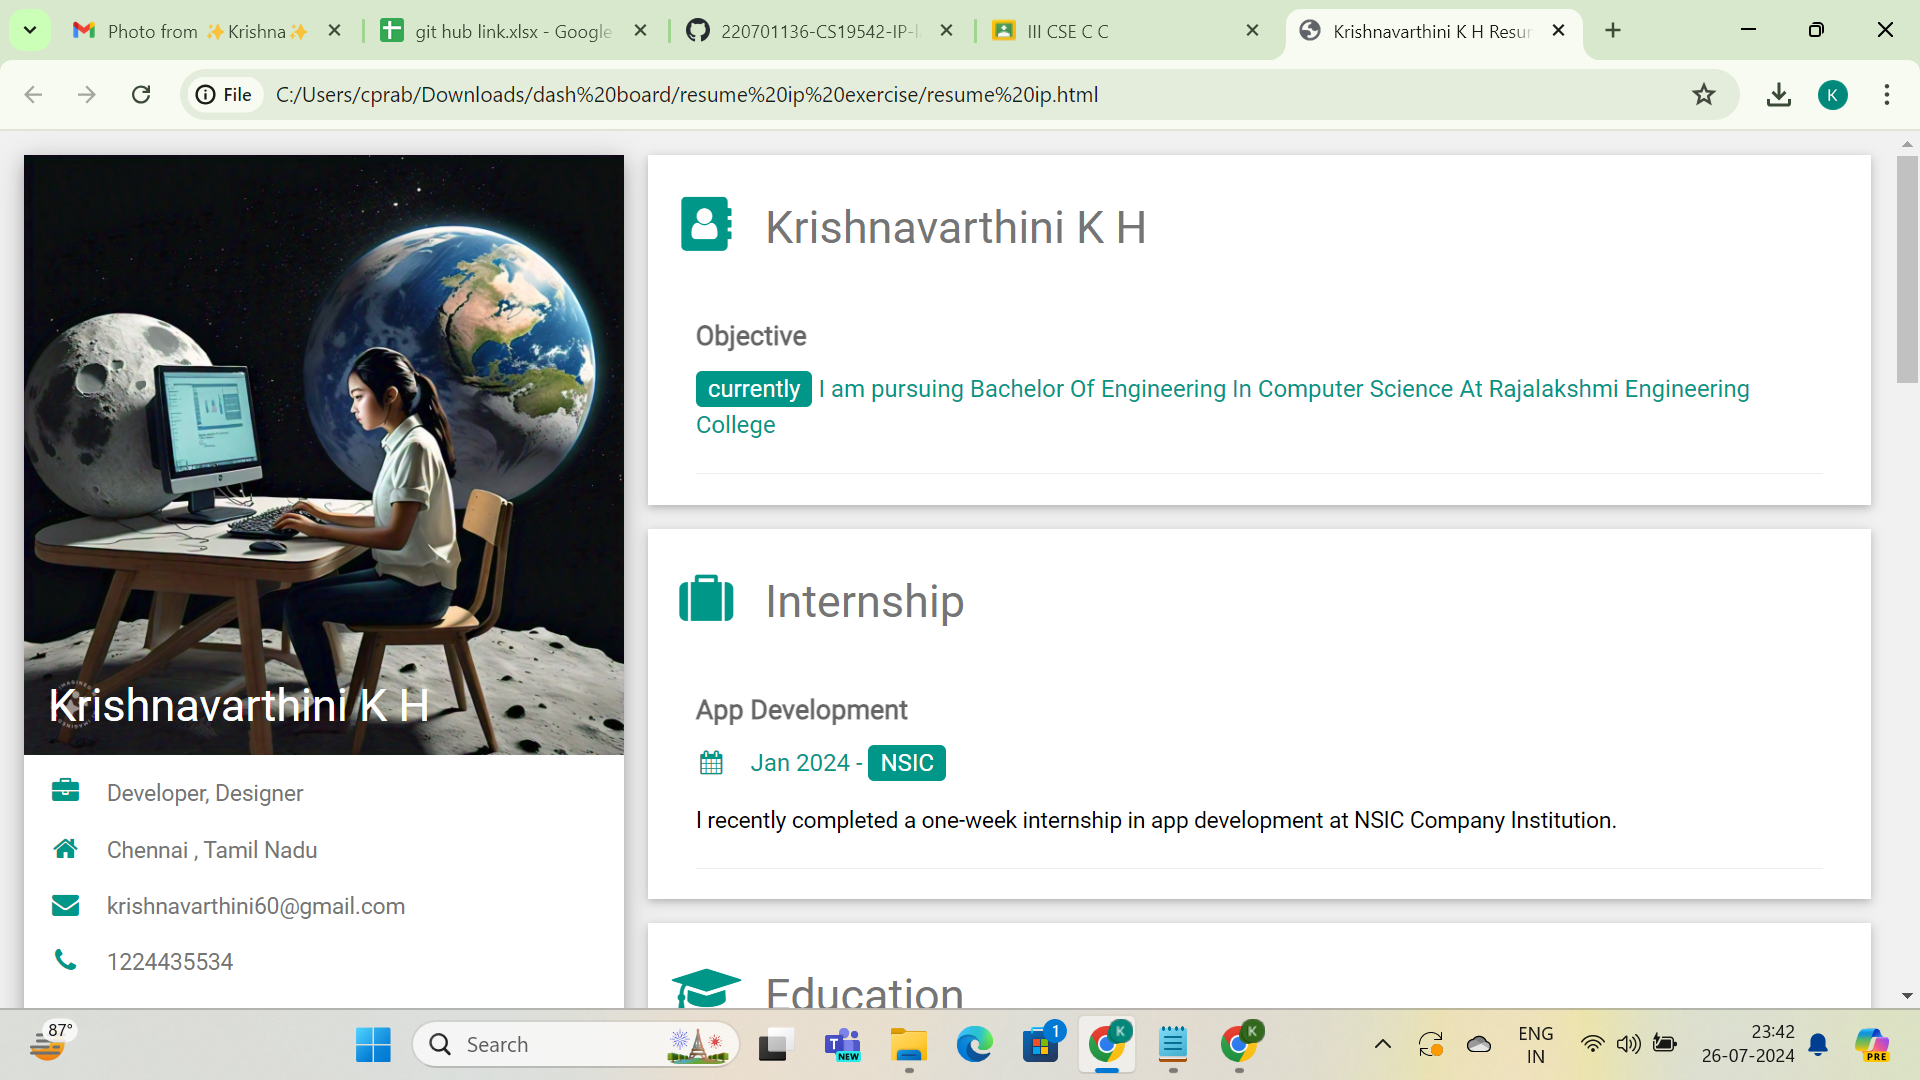 Photo from ✨Krishna✨
git hub link.xlsx - Google
220701136-CS19542-IP-l
III CSE C C
Krishnavarthini K H Resu
File
C:/Users/cprab/Downloads/dash%20board/resume%20ip%20exercise/resume%20ip.html
K
Krishnavarthini K H
Developer, Designer
Chennai , Tamil Nadu
krishnavarthini60@gmail.com
1224435534
Krishnavarthini K H
Objective
currently I am pursuing Bachelor Of Engineering In Computer Science At Rajalakshmi Engineering
College
Internship
App Development
Jan 2024 - NSIC
I recently completed a one-week internship in app development at NSIC Company Institution.
Education
87°
Search
T
NEW
1
K
K
ENG
IN
23:42
26-07-2024
PRE